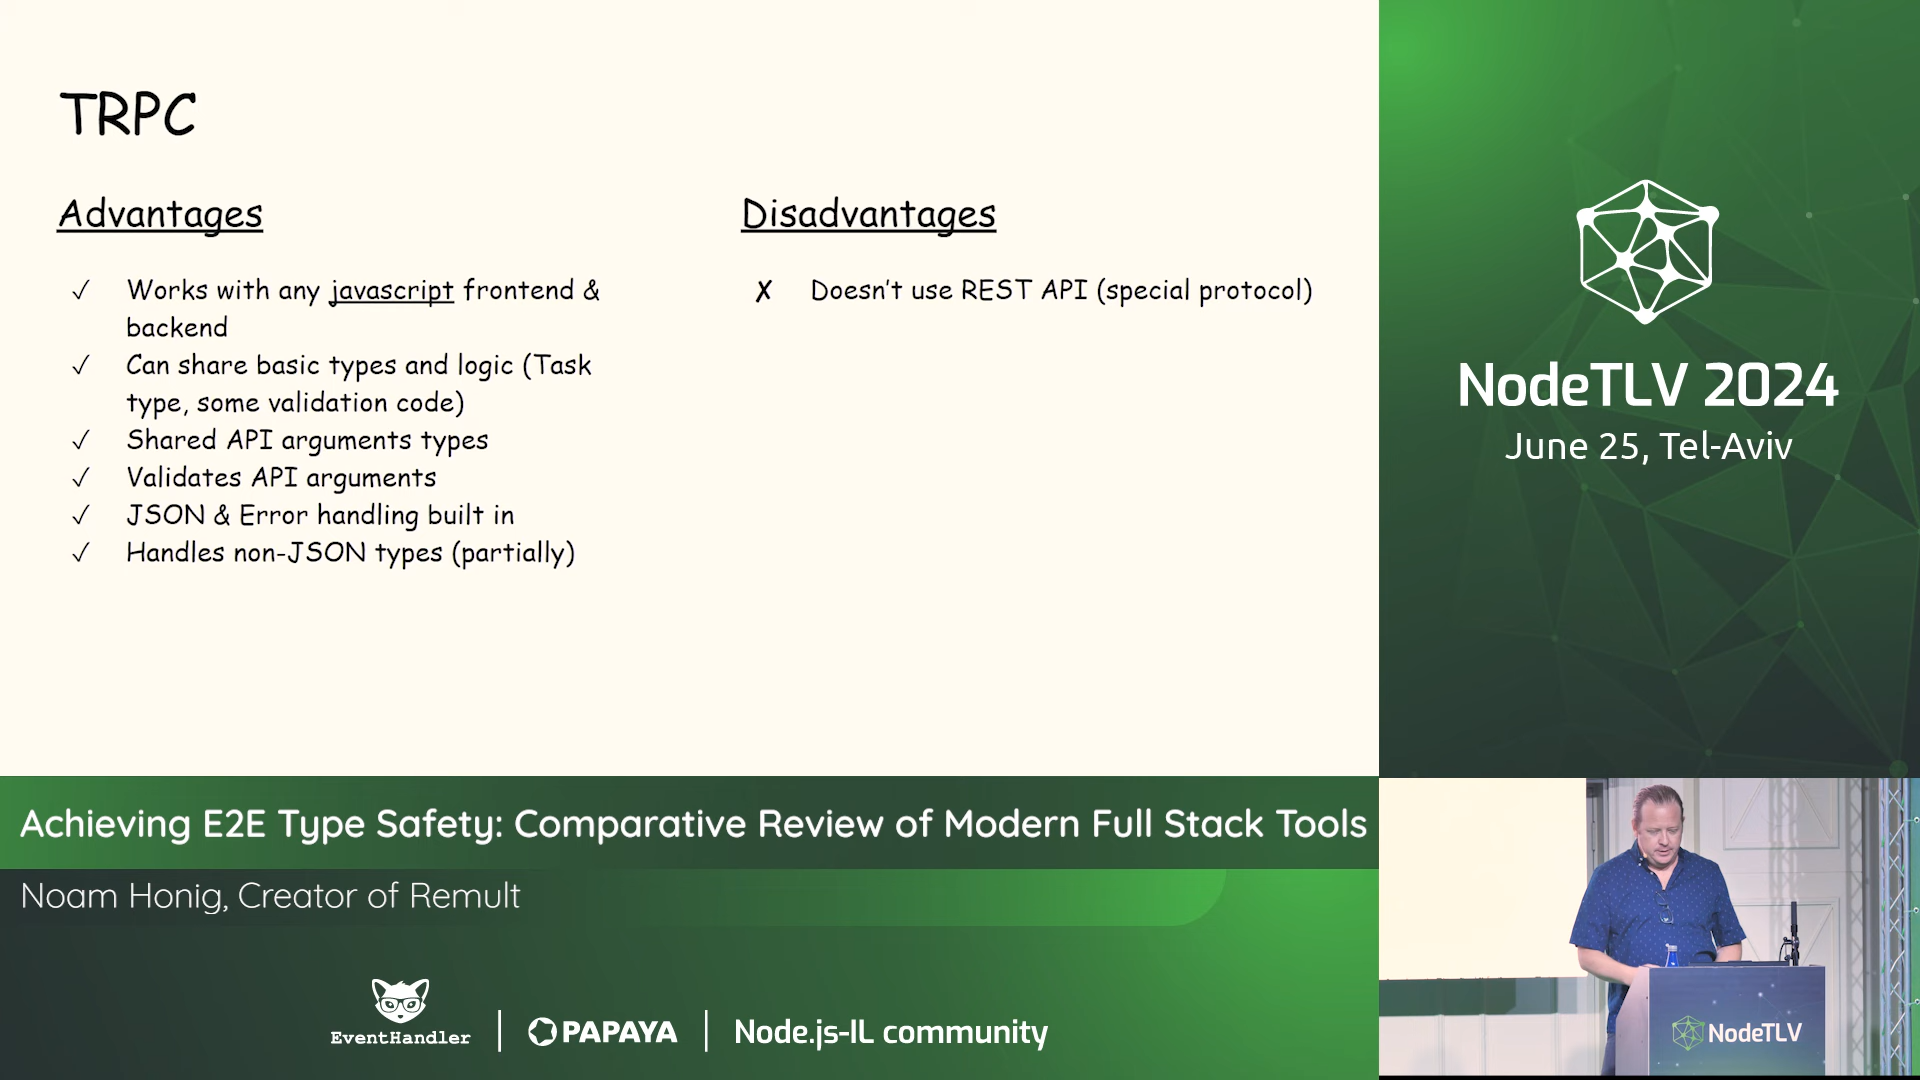 TRPC
Advantages
✓ Works with any javascript frontend &
backend
✓ Can share basic types and logic (Task
type, some validation code)
✓ Shared API arguments types
✓ Validates API arguments
✓ JSON & Error handling built in
✓ Handles non-JSON types (partially)
Disadvantages
✗ Doesn't use REST API (special protocol)
NodeTLV 2024
June 25, Tel-Aviv
Achieving E2E Type Safety: Comparative Review of Modern Full Stack Tools
Noam Honig, Creator of Remult
EventHandler
PAPAYA
Node.js-IL community
NodeTLV